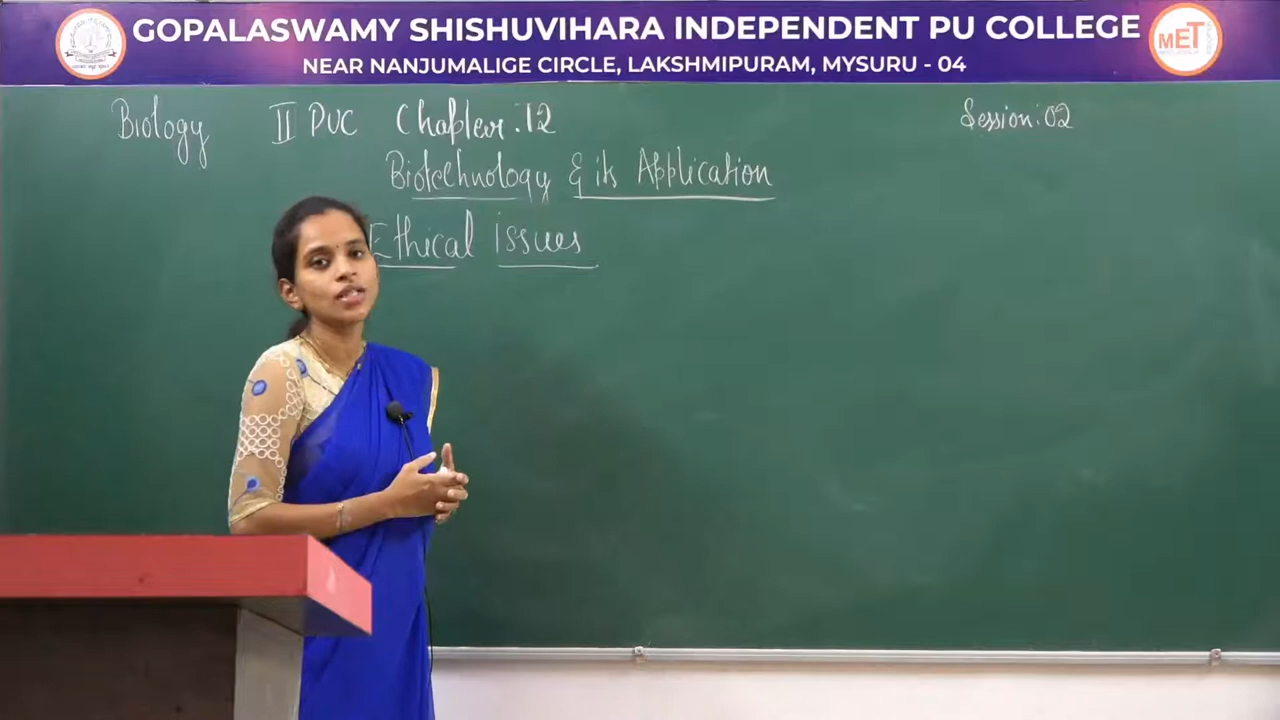 GOPALASWAMY SHISHUVIHARA INDEPENDENT PU COLLEGE
NEAR NANJUMALIGE CIRCLE, LAKSHMIPURAM, MYSURU - 04
MET
Biology II PUC Chapter : 12 Session : 02
Biotechnology & its Application
Ethical issues